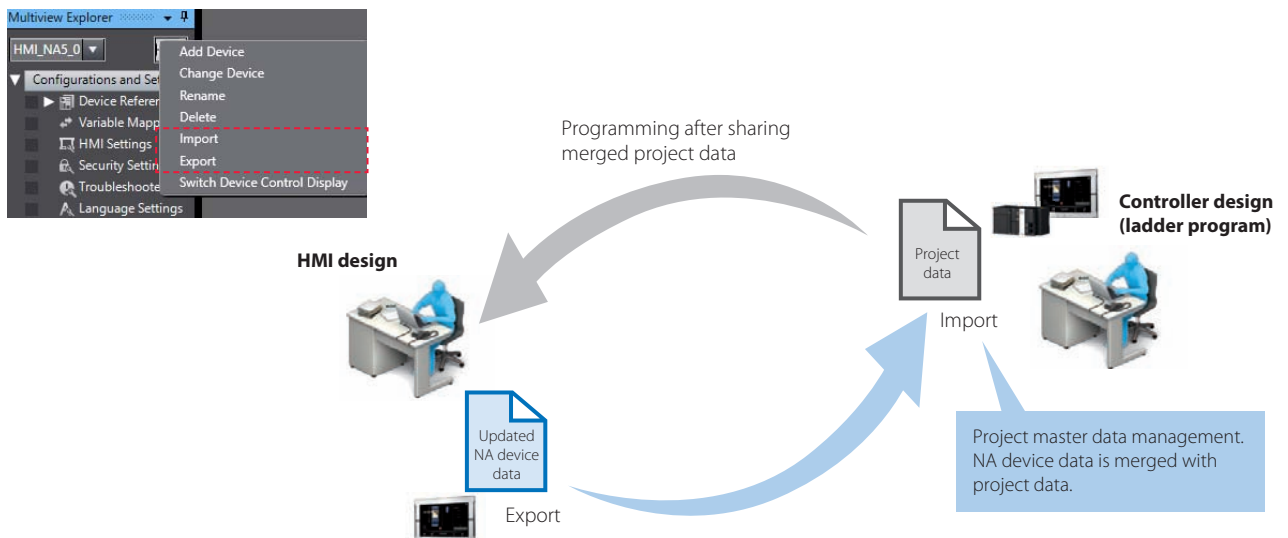 Multiview Explorer
HMI_NA5_0
Add Device
Change Device
Rename
Delete
Import
Export
Switch Device Control Display
Configurations and Set
Device Referen
Variable Mapp
HMI Settings
Security Settin
Troubleshoote
Language Settings
Programming after sharing
merged project data
HMI design
Controller design
(ladder program)
Project
data
Import
Updated
NA device
data
Export
Project master data management.
NA device data is merged with
project data.